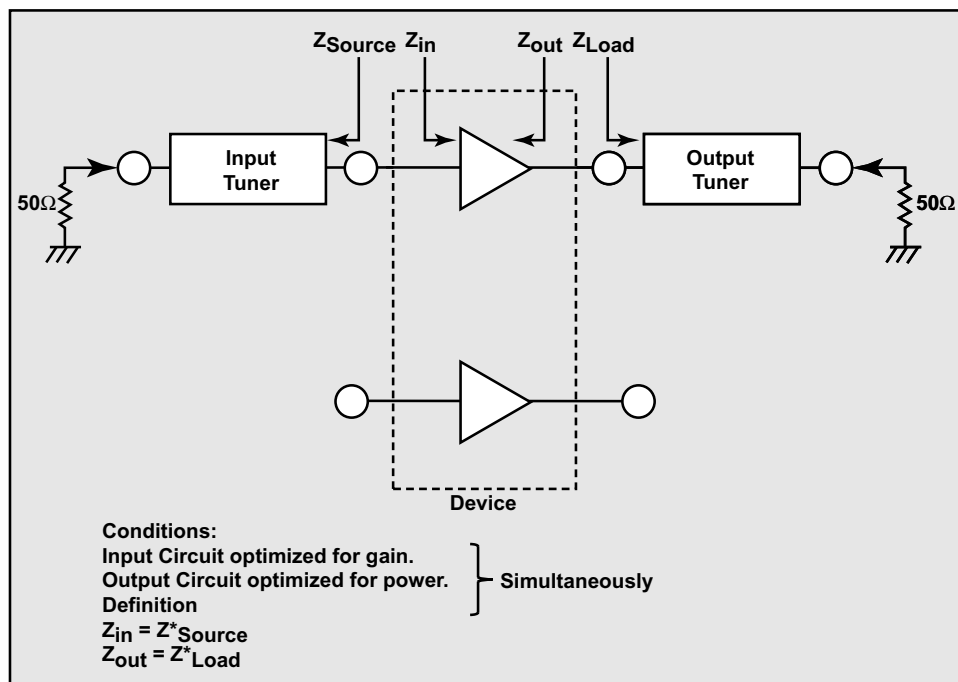 ZSource Zin Zout ZLoad
Input
Tuner
Output
Tuner
50Ω
50Ω
Device
Conditions:
Input Circuit optimized for gain.
Output Circuit optimized for power.
Simultaneously
Definition
Zin = Z*Source
Zout = Z*Load